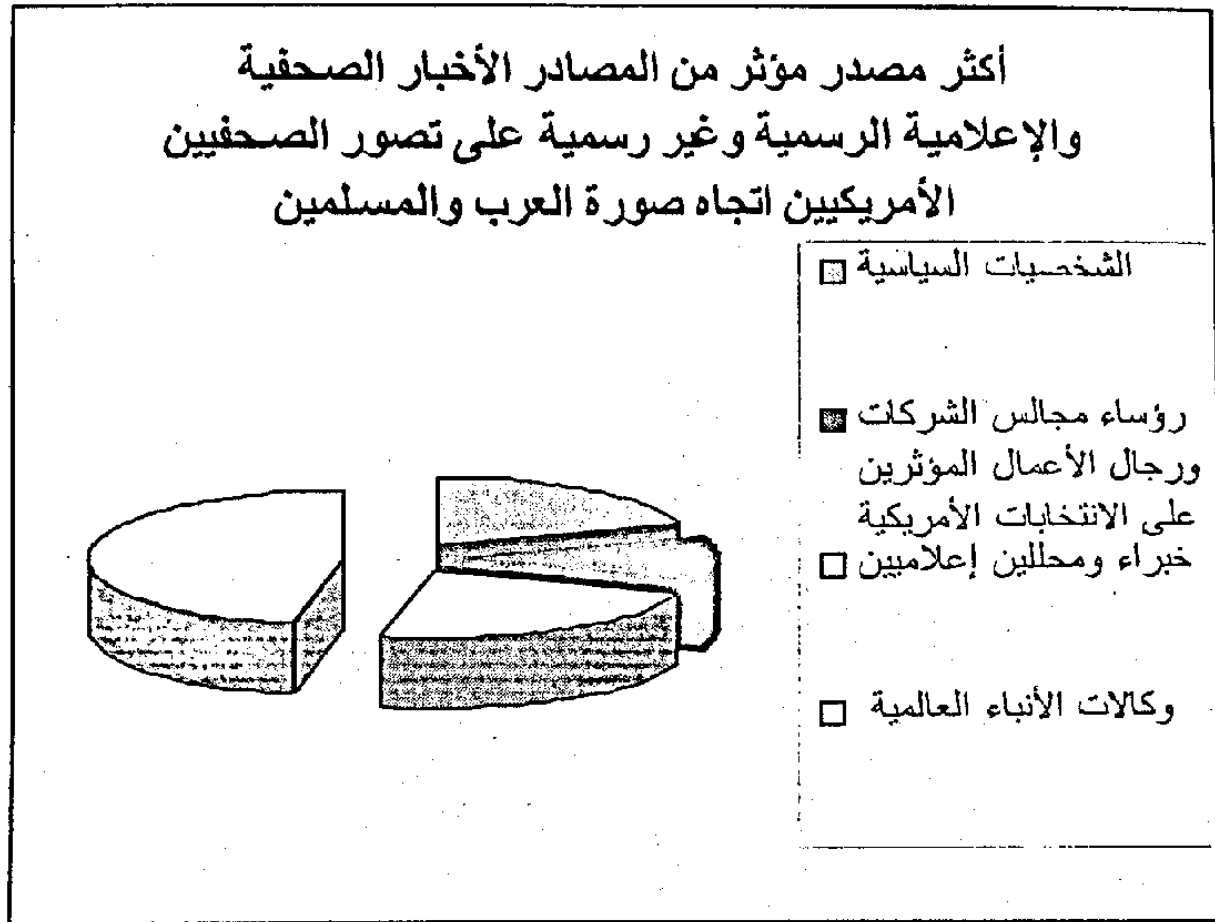 أكثر مصدر مؤثر من المصادر الأخبار الصحفية
والإعلامية الرسمية وغير رسمية على تصور الصحفيين
الأمريكيين اتجاه صورة العرب والمسلمين
الشخصيات السياسية
رؤساء مجالس الشركات
ورجال الأعمال المؤثرين
على الانتخابات الأمريكية
خبراء ومحللين إعلاميين
وكالات الأنباء العالمية